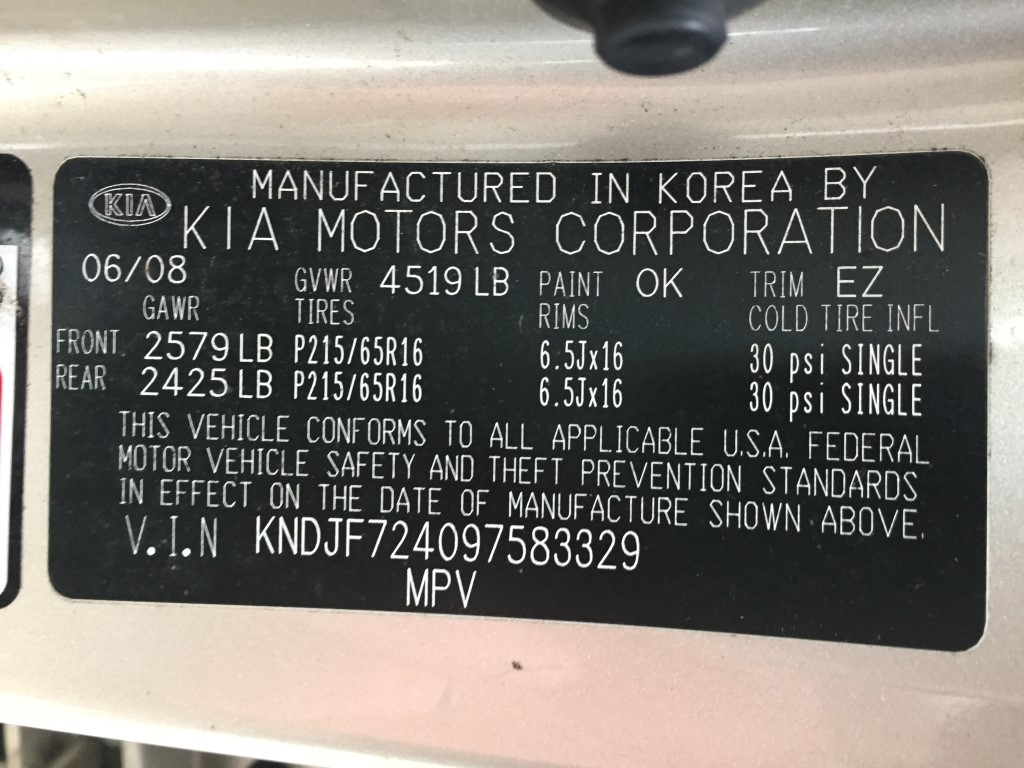 KIA MANUFACTURED IN KOREA BY
KIA MOTORS CORPORATION
06/08 GVWR 4519 LB PAINT OK TRIM EZ
GAWR TIRES RIMS COLD TIRE INFL
FRONT 2579 LB P215/65R16 6.5Jx16 30 psi SINGLE
REAR 2425 LB P215/65R16 6.5Jx16 30 psi SINGLE
THIS VEHICLE CONFORMS TO ALL APPLICABLE U.S.A. FEDERAL
MOTOR VEHICLE SAFETY AND THEFT PREVENTION STANDARDS
IN EFFECT ON THE DATE OF MANUFACTURE SHOWN ABOVE.
V.I.N KNDJF724097583329
MPV